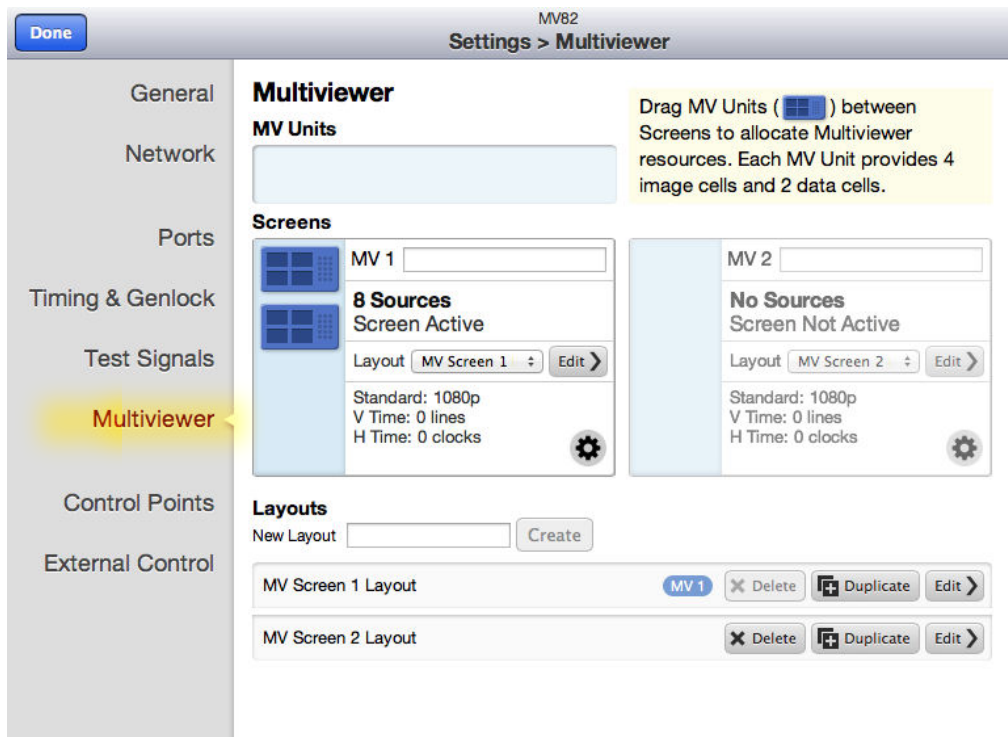 MV82
Done
Settings > Multiviewer
General
Network
Ports
Timing & Genlock
Test Signals
Multiviewer
Control Points
External Control
Multiviewer
MV Units
Drag MV Units ( ) between
Screens to allocate Multiviewer
resources. Each MV Unit provides 4
image cells and 2 data cells.
Screens
MV 1
8 Sources
Screen Active
Layout MV Screen 1 Edit
Standard: 1080p
V Time: 0 lines
H Time: 0 clocks
MV 2
No Sources
Screen Not Active
Layout MV Screen 2 Edit
Standard: 1080p
V Time: 0 lines
H Time: 0 clocks
Layouts
New Layout Create
MV Screen 1 Layout MV 1 Delete Duplicate Edit
MV Screen 2 Layout Delete Duplicate Edit